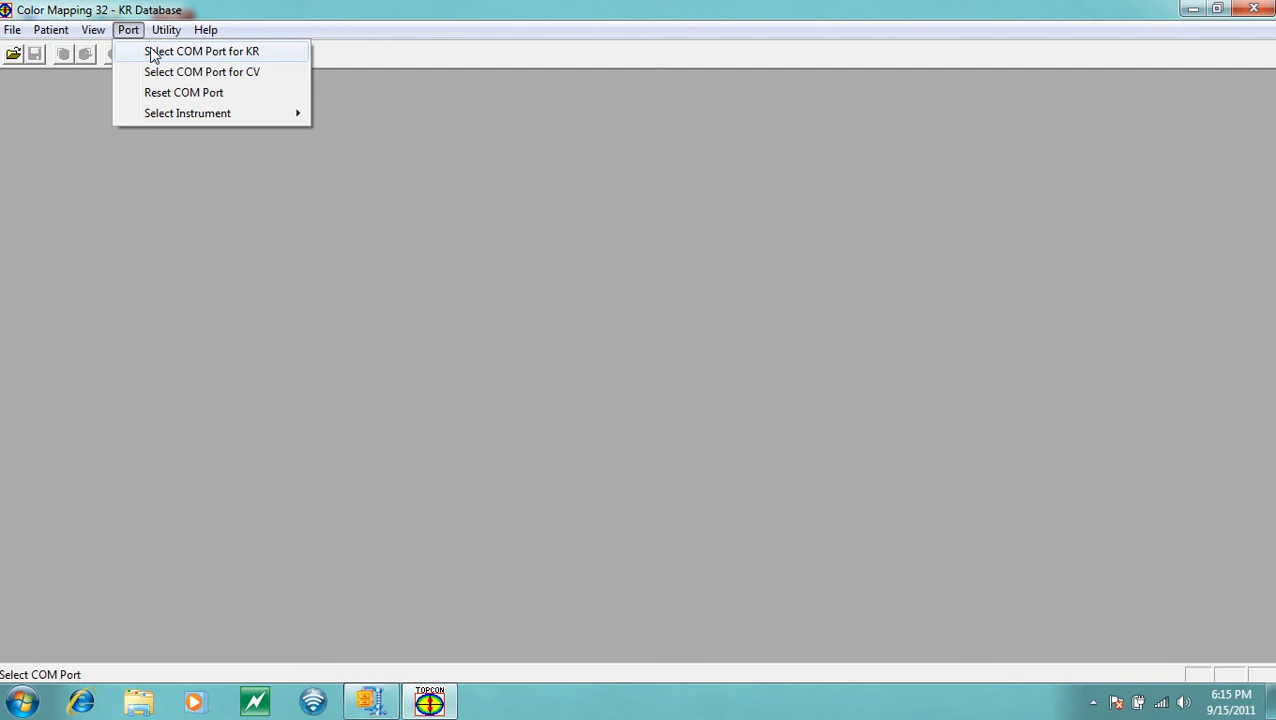 Color Mapping 32 - KR Database
File Patient View Port Utility Help
Select COM Port for KR
Select COM Port for CV
Reset COM Port
Select Instrument
Select COM Port
TOPCON
6:15 PM
9/15/2011